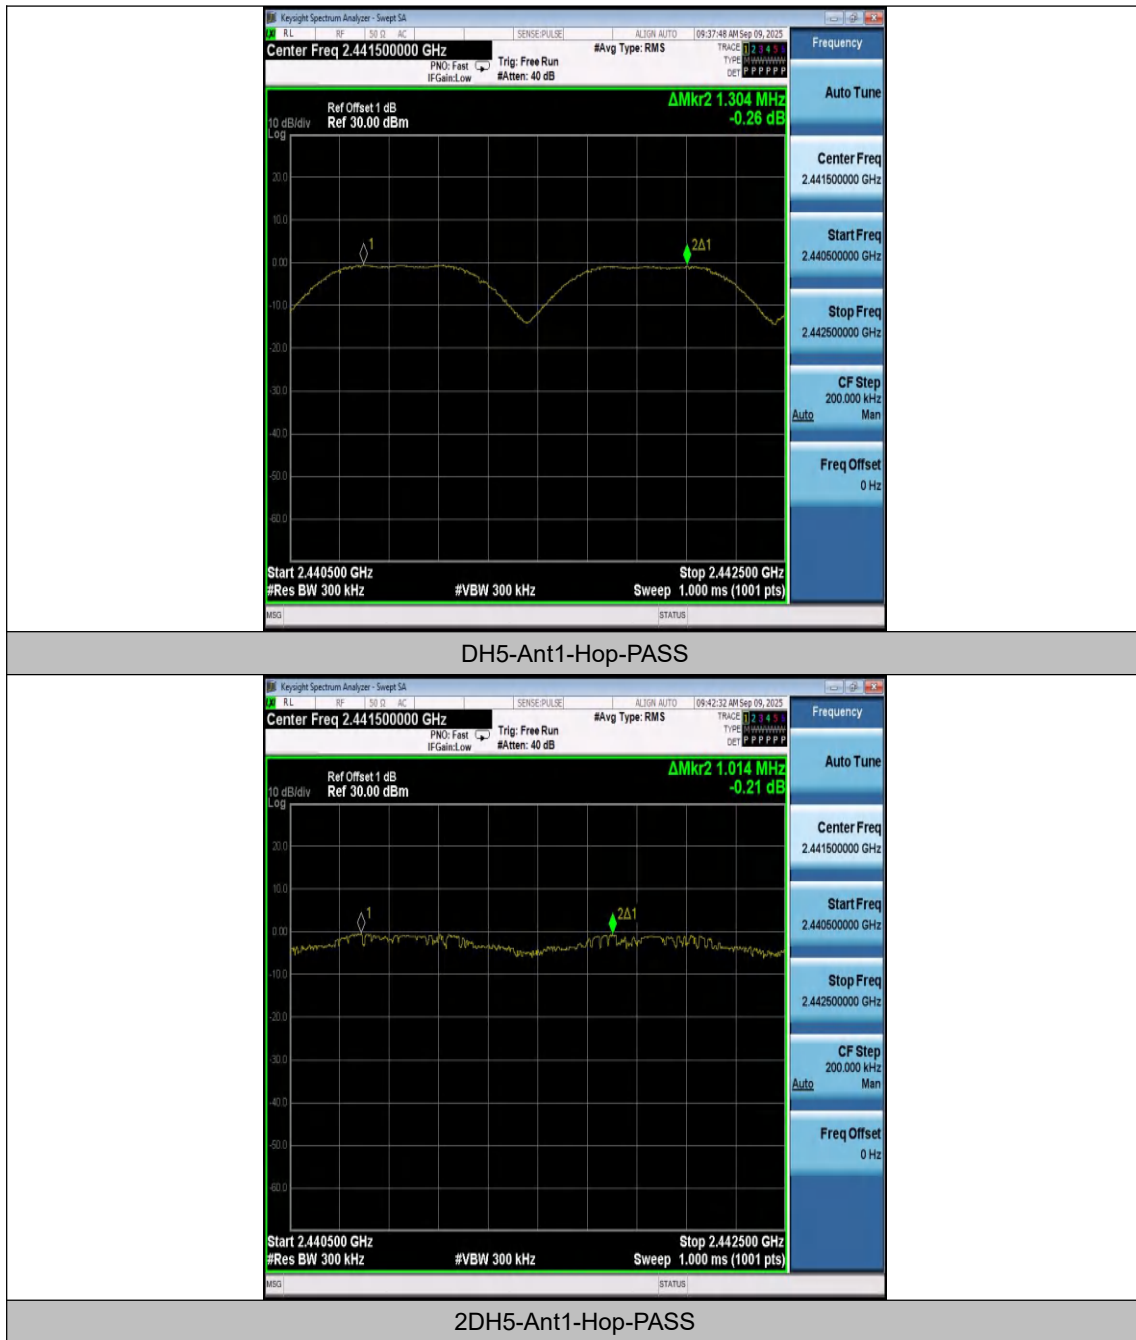 Keysight Spectrum Analyzer - Swept SA
RL RF 50 Ω AC SENSE:PULSE ALIGN AUTO 09:37:48 AM Sep 09, 2025
Center Freq 2.441500000 GHz #Avg Type: RMS TRACE 1 2 3 4 5 6
PNO: Fast Trig: Free Run TYPE M W W W W W
IFGain:Low #Atten: 40 dB DET P P P P P P
Frequency
Auto Tune
Center Freq
2.441500000 GHz
Start Freq
2.440500000 GHz
Stop Freq
2.442500000 GHz
CF Step
200.000 kHz
Auto Man
Freq Offset
0 Hz
ΔMkr2 1.304 MHz
-0.26 dB
Ref Offset 1 dB
10 dB/div Ref 30.00 dBm
Log
20.0
10.0
0.00
-10.0
-20.0
-30.0
-40.0
-50.0
-60.0
1
2Δ1
Start 2.440500 GHz Stop 2.442500 GHz
#Res BW 300 kHz #VBW 300 kHz Sweep 1.000 ms (1001 pts)
MSG STATUS
DH5-Ant1-Hop-PASS
Keysight Spectrum Analyzer - Swept SA
RL RF 50 Ω AC SENSE:PULSE ALIGN AUTO 09:42:32 AM Sep 09, 2025
Center Freq 2.441500000 GHz #Avg Type: RMS TRACE 1 2 3 4 5 6
PNO: Fast Trig: Free Run TYPE M W W W W W
IFGain:Low #Atten: 40 dB DET P P P P P P
Frequency
Auto Tune
Center Freq
2.441500000 GHz
Start Freq
2.440500000 GHz
Stop Freq
2.442500000 GHz
CF Step
200.000 kHz
Auto Man
Freq Offset
0 Hz
ΔMkr2 1.014 MHz
-0.21 dB
Ref Offset 1 dB
10 dB/div Ref 30.00 dBm
Log
20.0
10.0
0.00
-10.0
-20.0
-30.0
-40.0
-50.0
-60.0
1
2Δ1
Start 2.440500 GHz Stop 2.442500 GHz
#Res BW 300 kHz #VBW 300 kHz Sweep 1.000 ms (1001 pts)
MSG STATUS
2DH5-Ant1-Hop-PASS